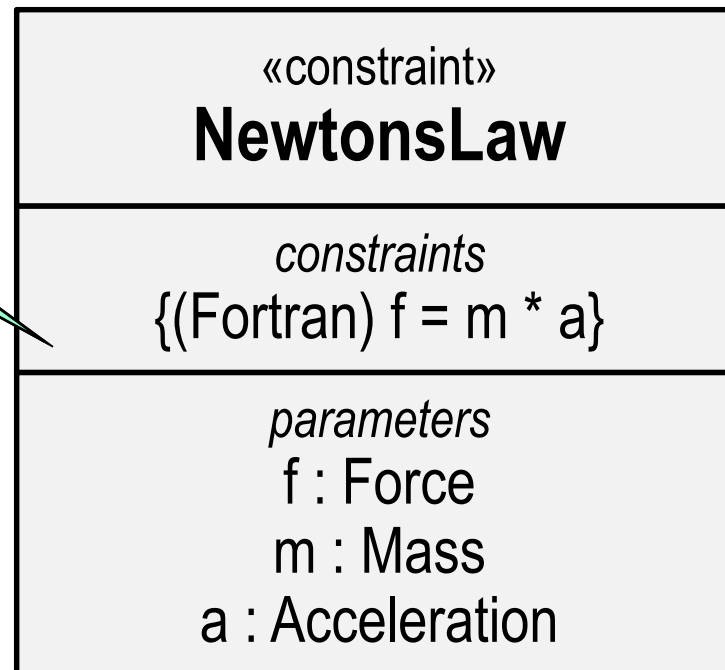 «constraint»
NewtonsLaw
constraints
{(Fortran) f = m * a}
parameters
f : Force
m : Mass
a : Acceleration